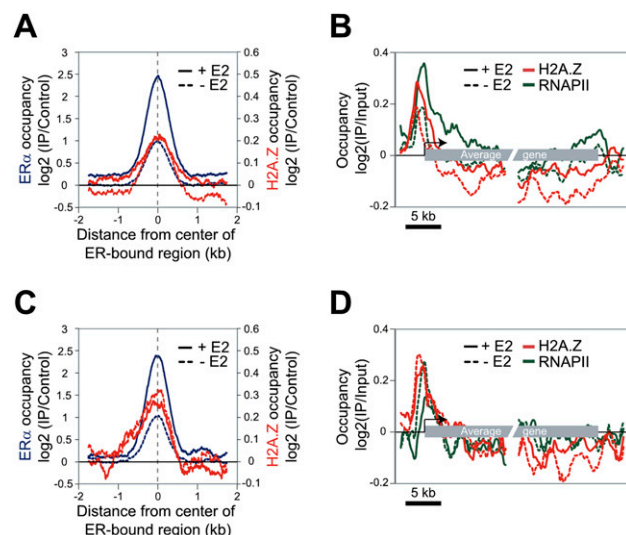 A
ERα occupancy
log2 (IP/Control)
3
2.5
2
1.5
1
0.5
0
-0.5
+ E2
- E2
0.6
0.5
0.4
0.3
0.2
0.1
0
-0.1
H2A.Z occupancy
log2 (IP/Control)
-2
-1
0
1
2
Distance from center of
ER-bound region (kb)
B
Occupancy
log2(IP/Input)
0.4
0.2
0
-0.2
+ E2
- E2
H2A.Z
RNAPII
Average gene
5 kb
C
ERα occupancy
log2 (IP/Control)
3
2.5
2
1.5
1
0.5
0
-0.5
+ E2
- E2
0.6
0.5
0.4
0.3
0.2
0.1
0
-0.1
H2A.Z occupancy
log2 (IP/Control)
-2
-1
0
1
2
Distance from center of
ER-bound region (kb)
D
Occupancy
log2(IP/Input)
0.4
0.2
0
-0.2
+ E2
- E2
H2A.Z
RNAPII
Average gene
5 kb